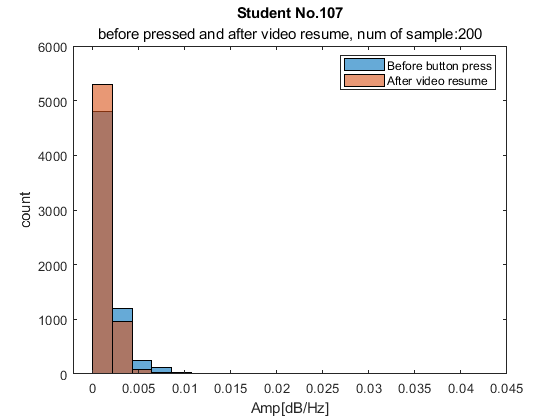 Student No.107
before pressed and after video resume, num of sample:200
Before button press
After video resume
6000
5000
4000
3000
2000
1000
0
count
0 0.005 0.01 0.015 0.02 0.025 0.03 0.035 0.04 0.045
Amp[dB/Hz]